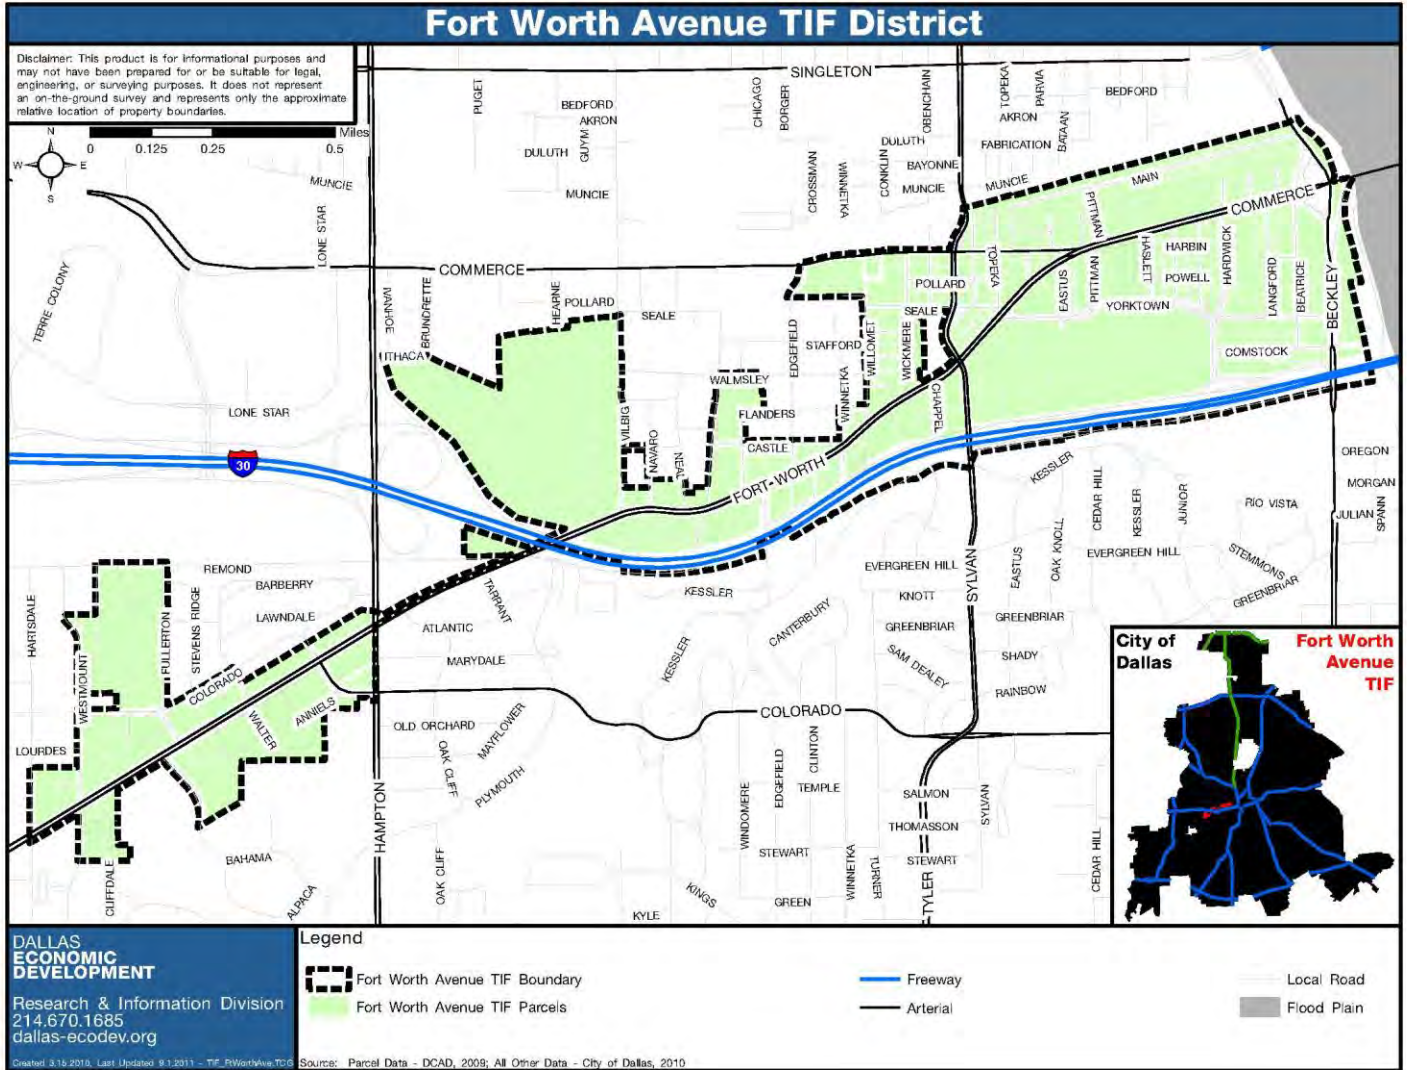 Fort Worth Avenue TIF District
Disclaimer: This product is for informational purposes and
may not have been prepared for or be suitable for legal,
engineering, or surveying purposes. It does not represent
an on-the-ground survey and represents only the approximate
relative location of property boundaries.
N
W
E
S
0
0.125
0.25
0.5
Miles
SINGLETON
PUGET
BEDFORD
AKRON
GUYM
DULUTH
MUNCIE
CHICAGO
BORGER
OBENCHAIN
TOPEKA
PARVIA
BEDFORD
AKRON
BATAAN
FABRICATION
DULUTH
BAYONNE
CONKLIN
MUNCIE
CROSSMAN
WINNETKA
MUNCIE
MAIN
MUNCIE
LONE STAR
TERRE COLONY
COMMERCE
COMMERCE
PITTMAN
HASLETT
HARBIN
POWELL
HARDWICK
LANGFORD
BEATRICE
BECKLEY
TOPEKA
EASTUS
PITTMAN
YORKTOWN
COMSTOCK
POLLARD
SEALE
IVANHOE
BRUNDRETTE
HEARNE
POLLARD
SEALE
ITHACA
EDGEFIELD
STAFFORD
WILLOMET
WICKMERE
WINNETKA
CHAPPEL
WALMSLEY
FLANDERS
CASTLE
VILBIG
NAVARO
NEAL
FORT-WORTH
LONE STAR
30
KESSLER
CEDAR HILL
KESSLER
JUNIOR
RIO VISTA
OREGON
MORGAN
JULIAN
SPANN
SYLVAN
EASTUS
OAK KNOLL
EVERGREEN HILL
STEMMONS
GREENBRIAR
EVERGREEN HILL
KNOTT
GREENBRIAR
GREENBRIAR
SAM DEALEY
SHADY
RAINBOW
KESSLER
CANTERBURY
KESSLER
TARRANT
ATLANTIC
MARYDALE
REMOND
BARBERRY
LAWNDALE
HARTSDALE
FULLERTON
STEVENS RIDGE
WESTMOUNT
COLORADO
WALTER
ANNIELS
LOURDES
COLORADO
OLD ORCHARD
MAYFLOWER
OAK CLIFF
PLYMOUTH
HAMPTON
BAHAMA
CLIFFDALE
ALPACA
OAK CLIFF
WINDOMERE
EDGEFIELD
CLINTON
TEMPLE
STEWART
WINNETKA
TURNER
GREEN
KINGS
KYLE
SALMON
THOMASSON
STEWART
TYLER
SYLVAN
CEDAR HILL
City of
Dallas
Fort Worth
Avenue
TIF
DALLAS
ECONOMIC
DEVELOPMENT
Research & Information Division
214.670.1685
dallas-ecodev.org
Created 3.15.2010, Last Updated 9.1.2011 - TIF_FtWorthAve.TCG
Legend
Fort Worth Avenue TIF Boundary
Fort Worth Avenue TIF Parcels
Freeway
Arterial
Local Road
Flood Plain
Source: Parcel Data - DCAD, 2009; All Other Data - City of Dallas, 2010